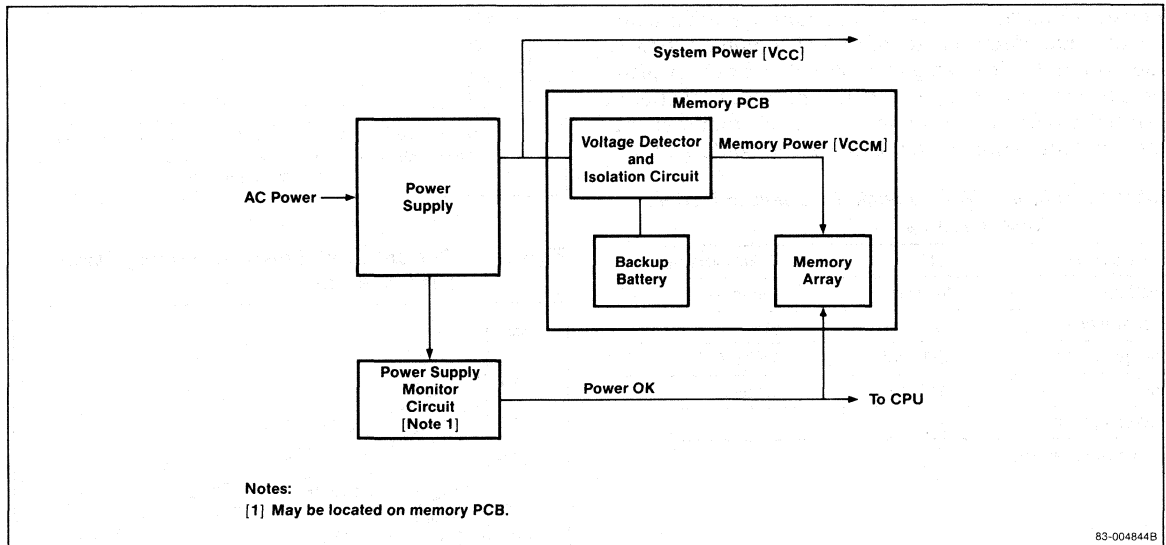 System Power [VCC]
Memory PCB
Voltage Detector
and
Isolation Circuit
Memory Power [VCCM]
AC Power
Power
Supply
Backup
Battery
Memory
Array
Power Supply
Monitor
Circuit
[Note 1]
Power OK
To CPU
Notes:
[1] May be located on memory PCB.
83-004844B